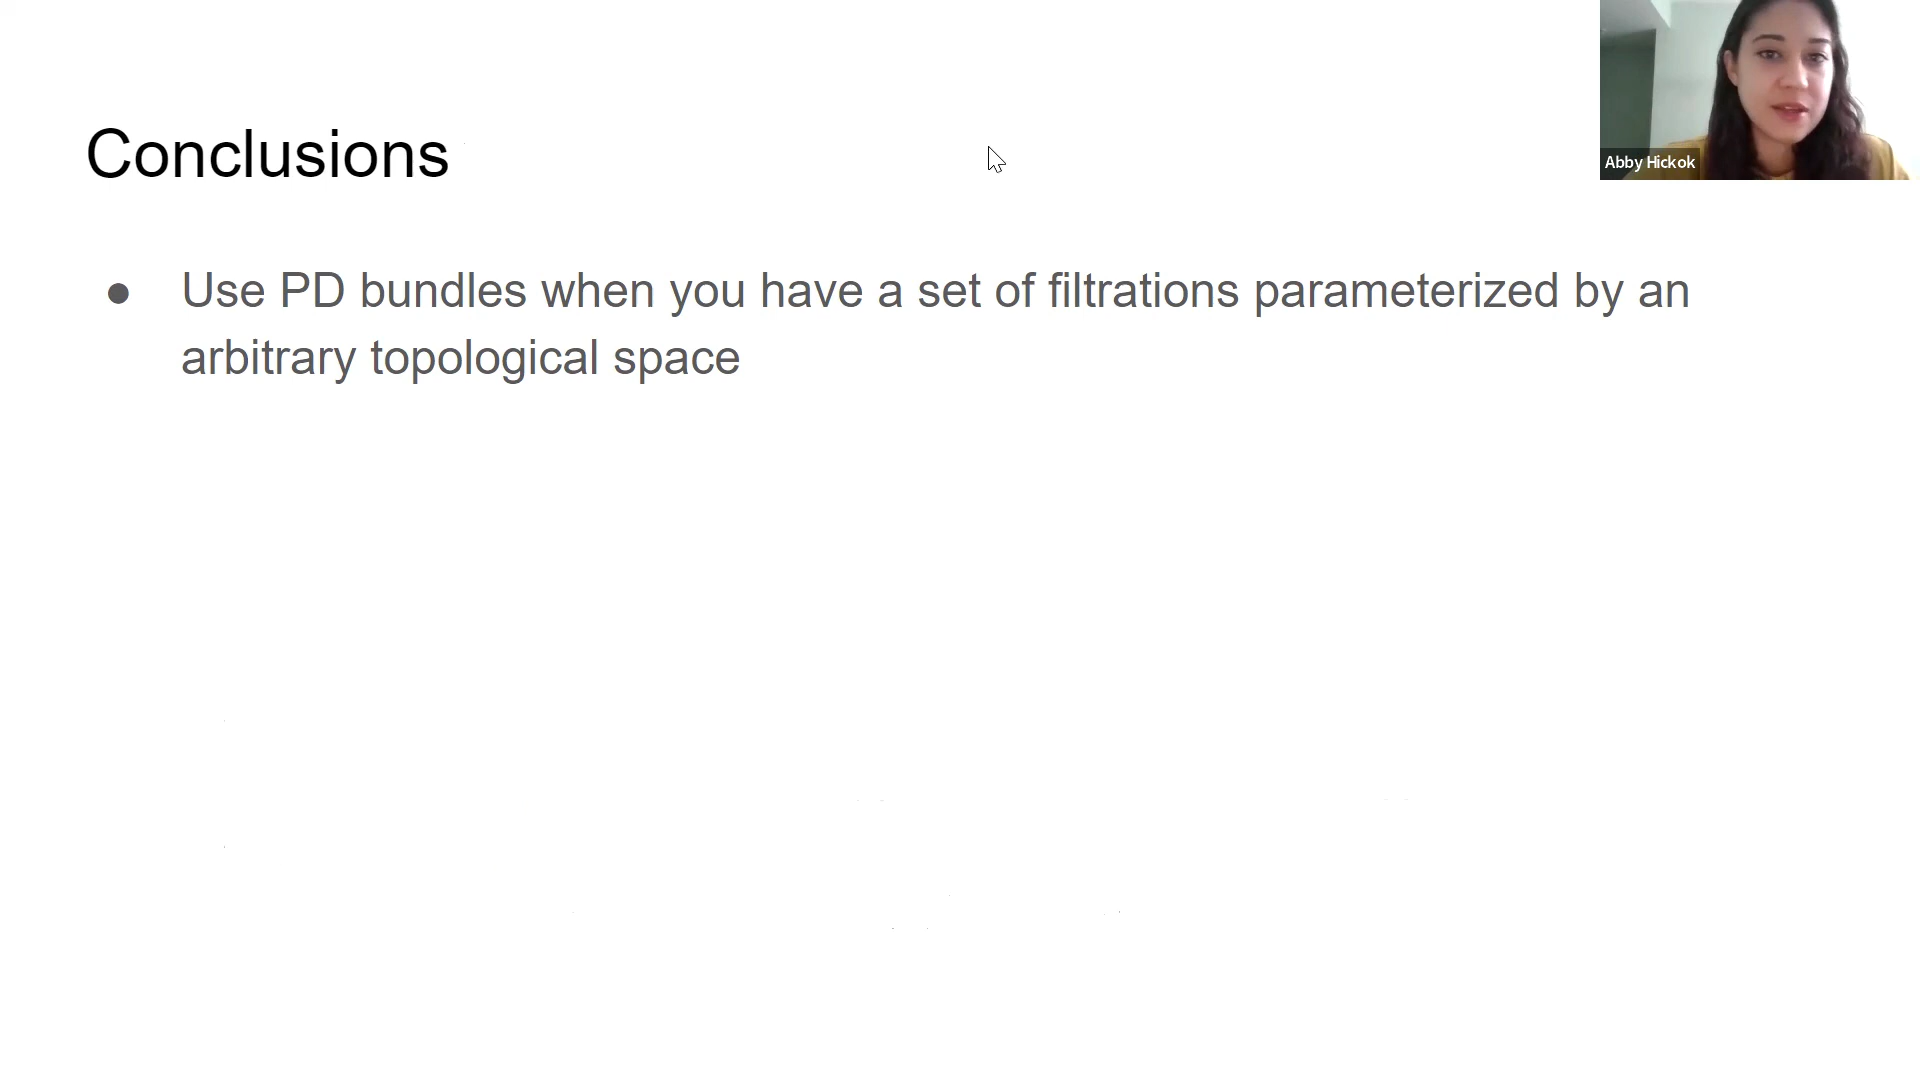 Conclusions
● Use PD bundles when you have a set of filtrations parameterized by an
arbitrary topological space
Abby Hickok